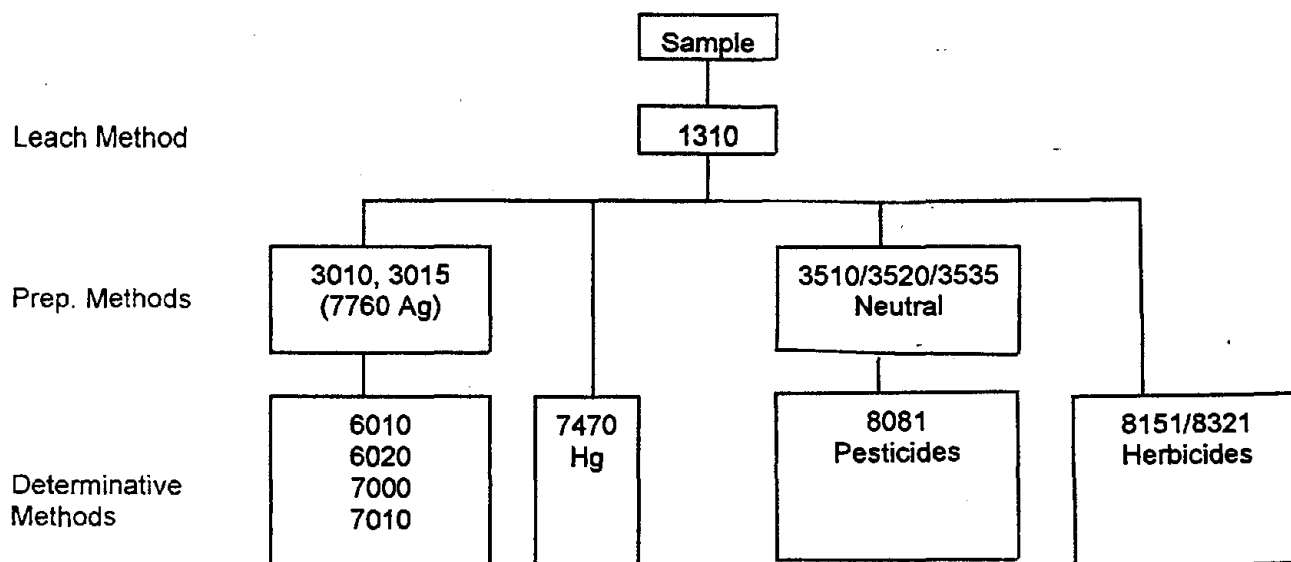 Sample
Leach Method
1310
Prep. Methods
3010, 3015
(7760 Ag)
3510/3520/3535
Neutral
Determinative
Methods
6010
6020
7000
7010
7470
Hg
8081
Pesticides
8151/8321
Herbicides